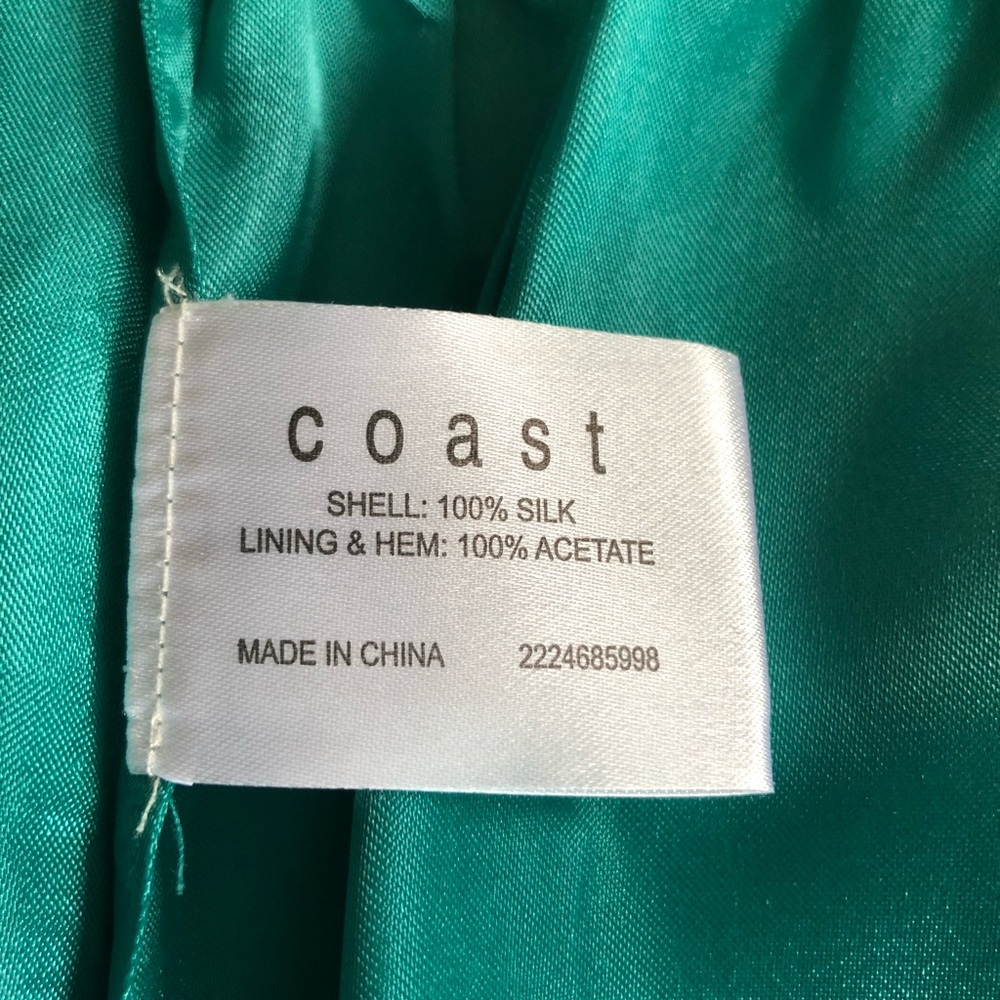 coast
SHELL: 100% SILK
LINING & HEM: 100% ACETATE
MADE IN CHINA 2224685998